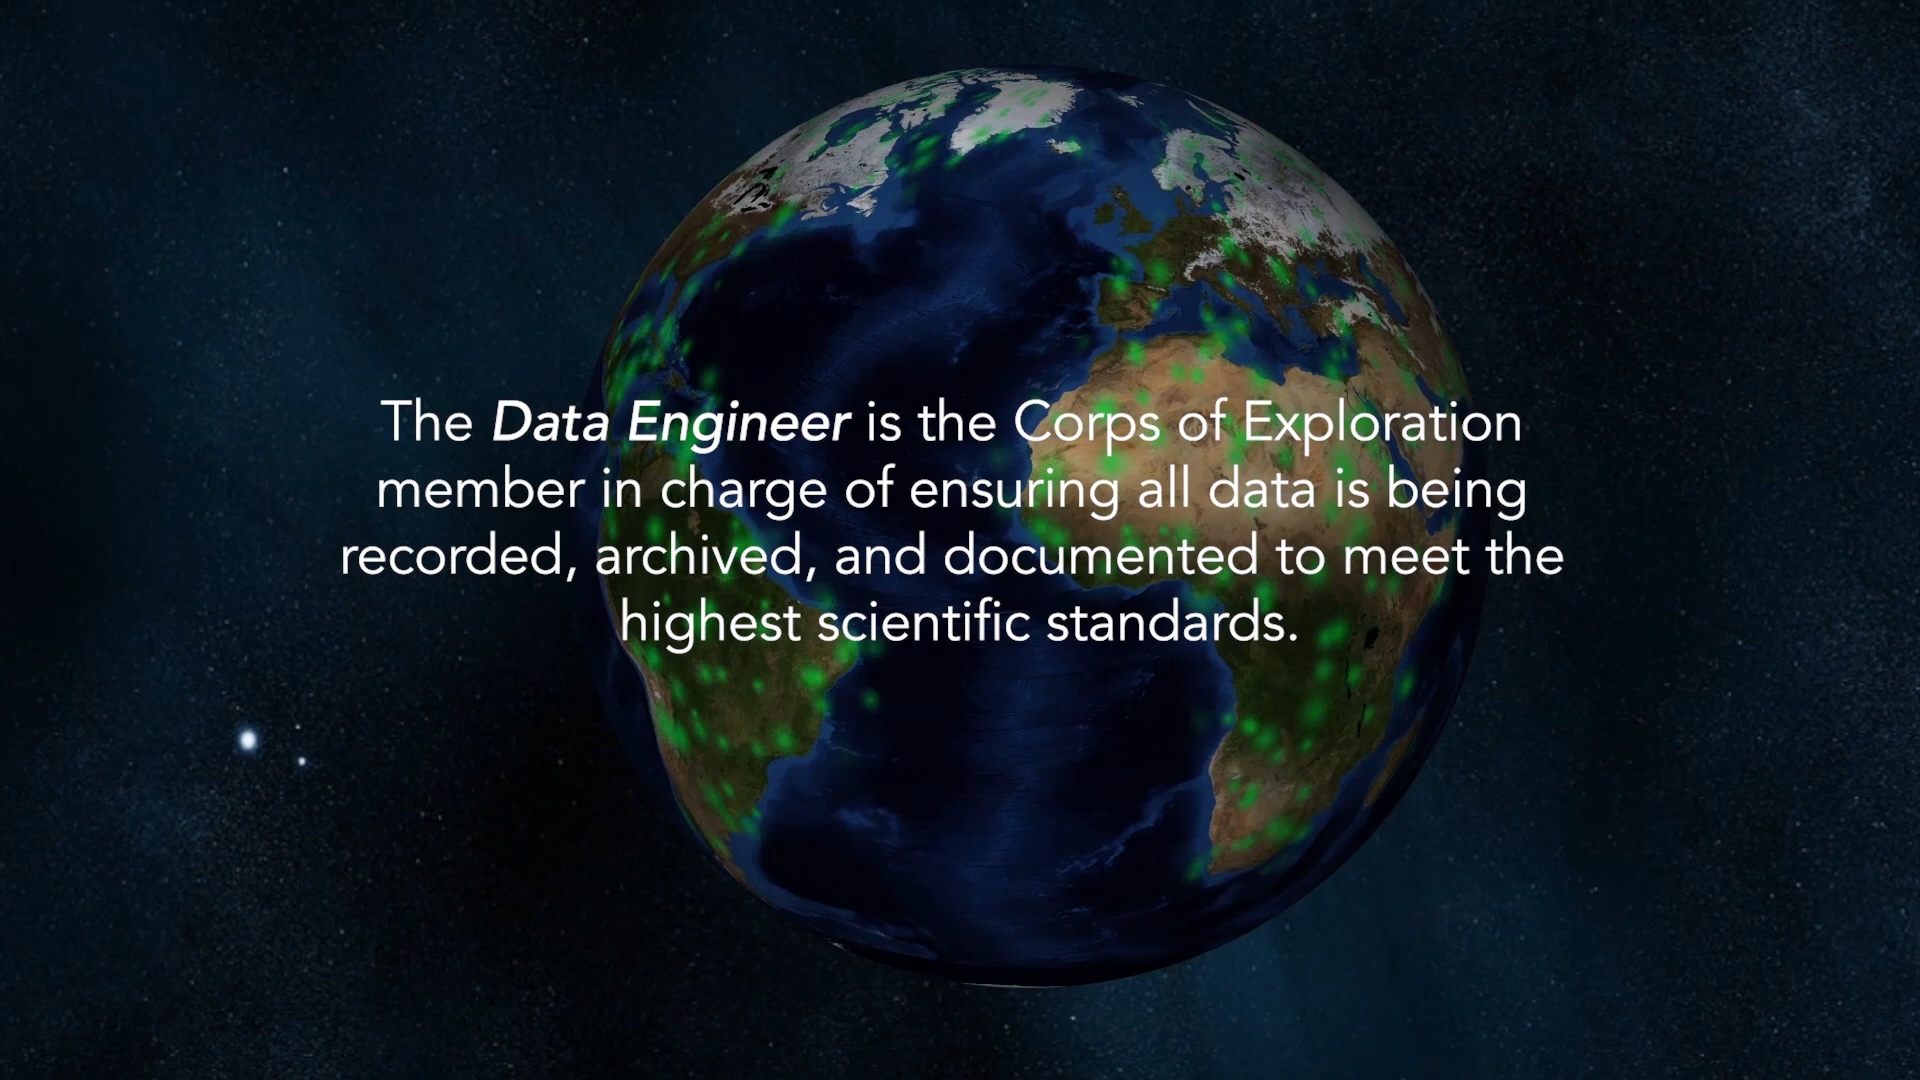 The Data Engineer is the Corps of Exploration
member in charge of ensuring all data is being
recorded, archived, and documented to meet the
highest scientific standards.